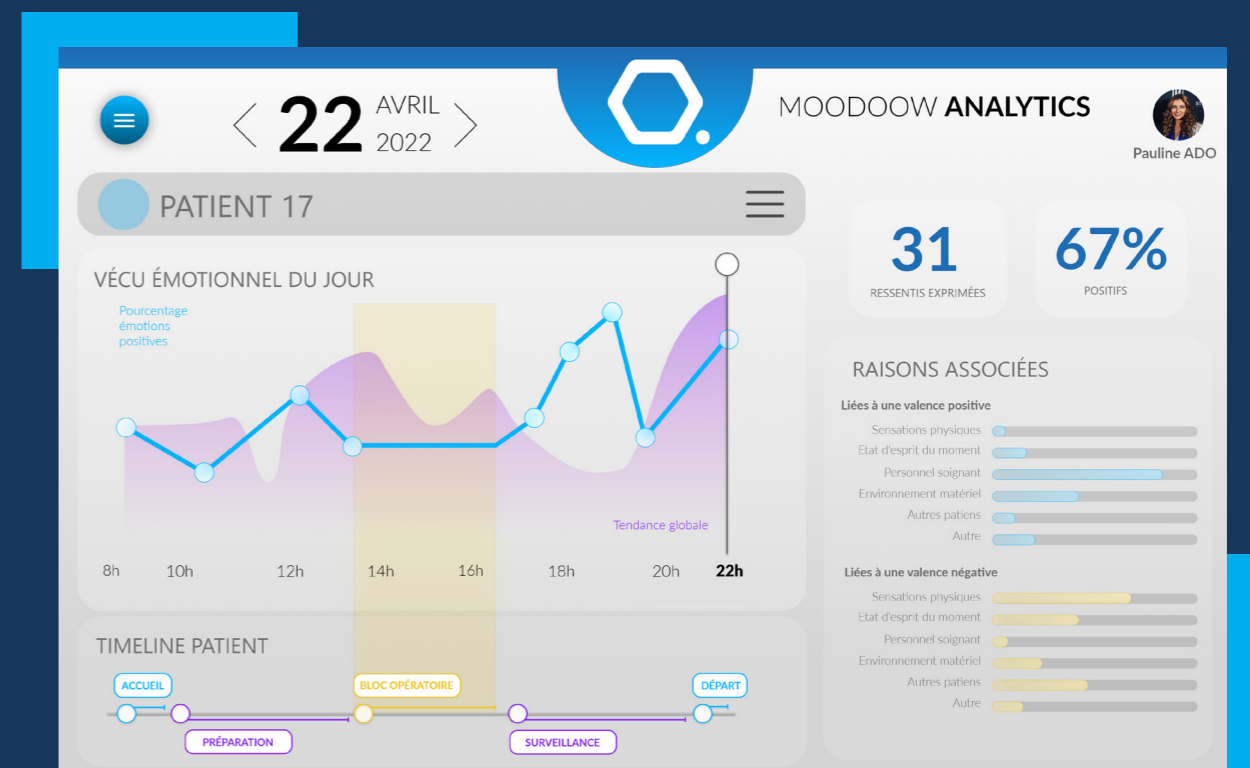 22
AVRIL
2022
MOODOOW ANALYTICS
Pauline ADO
PATIENT 17
31
RESSENTIS EXPRIMÉES
67%
POSITIFS
VÉCU ÉMOTIONNEL DU JOUR
Pourcentage
émotions
positives
Tendance globale
8h 10h 12h 14h 16h 18h 20h 22h
RAISONS ASSOCIÉES
Liées à une valence positive
Sensations physiques
Etat d'esprit du moment
Personnel soignant
Environnement matériel
Autres patiens
Autre
Liées à une valence négative
Sensations physiques
Etat d'esprit du moment
Personnel soignant
Environnement matériel
Autres patiens
Autre
TIMELINE PATIENT
ACCUEIL
BLOC OPÉRATOIRE
DÉPART
PRÉPARATION
SURVEILLANCE